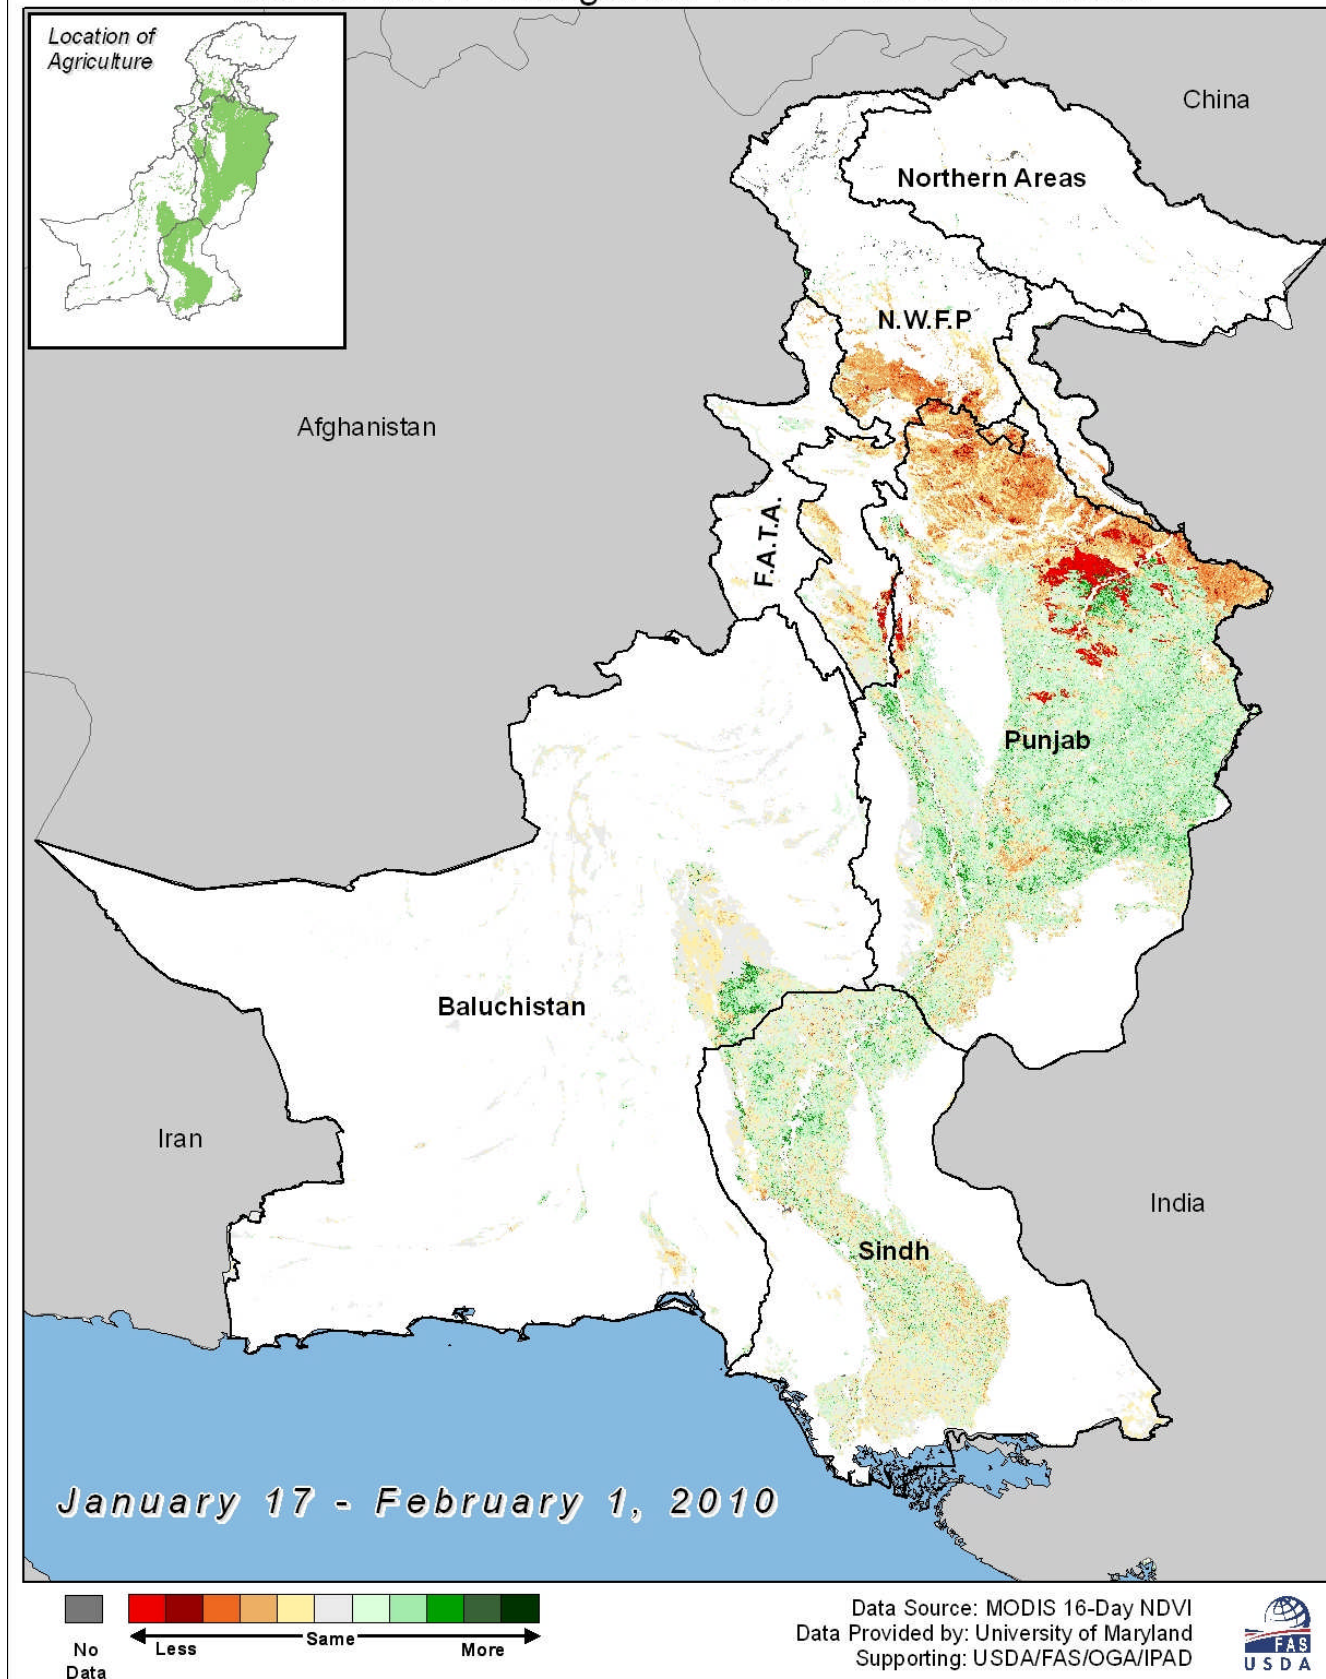 Location of
Agriculture
China
Northern Areas
N.W.F.P
Afghanistan
F.A.T.A.
Punjab
Baluchistan
Iran
India
Sindh
January 17 - February 1, 2010
No
Data
Less
Same
More
Data Source: MODIS 16-Day NDVI
Data Provided by: University of Maryland
Supporting: USDA/FAS/OGA/IPAD
FAS
USDA